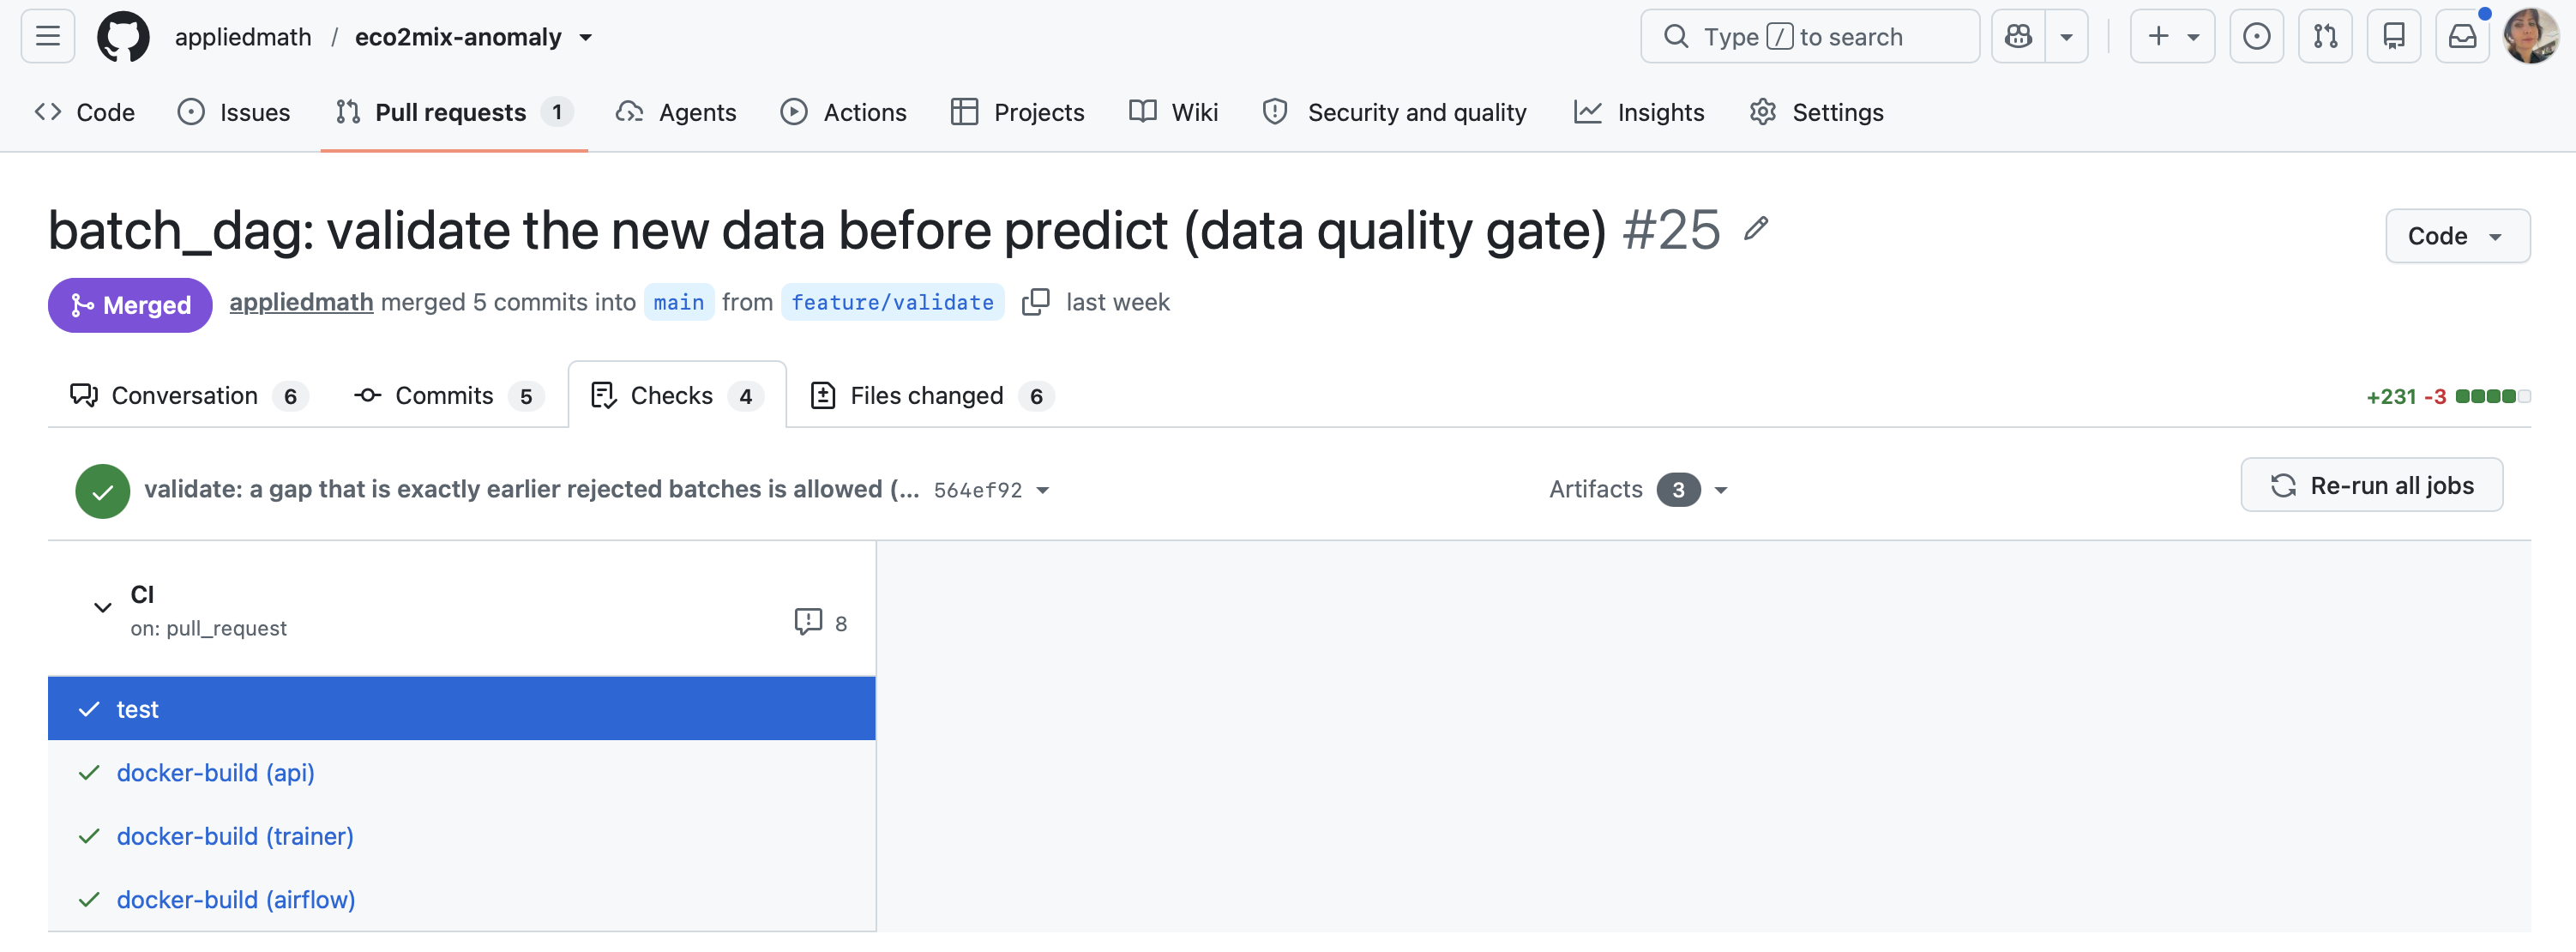 appliedmath / eco2mix-anomaly
Type / to search
Code Issues Pull requests 1 Agents Actions Projects Wiki Security and quality Insights Settings
batch_dag: validate the new data before predict (data quality gate) #25
Code
Merged appliedmath merged 5 commits into main from feature/validate last week
Conversation 6 Commits 5 Checks 4 Files changed 6
+231 -3
validate: a gap that is exactly earlier rejected batches is allowed (... 564ef92
Artifacts 3
Re-run all jobs
CI
on: pull_request
8
test
docker-build (api)
docker-build (trainer)
docker-build (airflow)